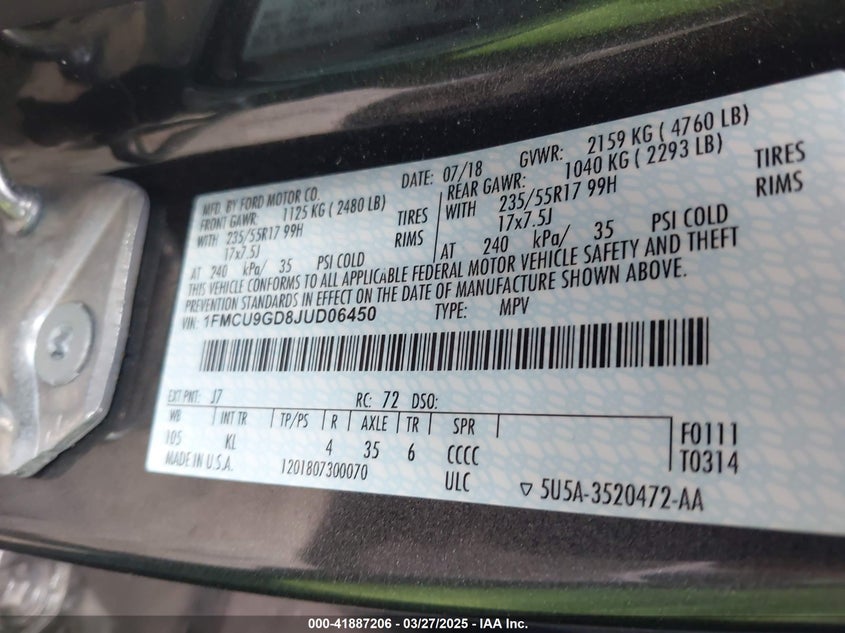 MFD. BY FORD MOTOR CO. DATE: 07/18 GVWR: 2159 KG ( 4760 LB)
FRONT GAWR: 1125 KG ( 2480 LB) REAR GAWR: 1040 KG ( 2293 LB)
WITH 235/55R17 99H TIRES WITH 235/55R17 99H TIRES
17x7.5J RIMS 17x7.5J RIMS
AT 240 kPa/ 35 PSI COLD AT 240 kPa/ 35 PSI COLD
THIS VEHICLE CONFORMS TO ALL APPLICABLE FEDERAL MOTOR VEHICLE SAFETY AND THEFT
PREVENTION STANDARDS IN EFFECT ON THE DATE OF MANUFACTURE SHOWN ABOVE.
VIN: 1FMCU9GD8JUD06450 TYPE: MPV
EXT PNT: J7 RC: 72 DSO:
WB INT TR TP/PS R AXLE TR SPR F0111
105 KL 4 35 6 CCCC T0314
MADE IN U.S.A. 1201807300070 ULC ▽ 5U5A-3520472-AA
000-41887206 — 03/27/2025 — IAA Inc.